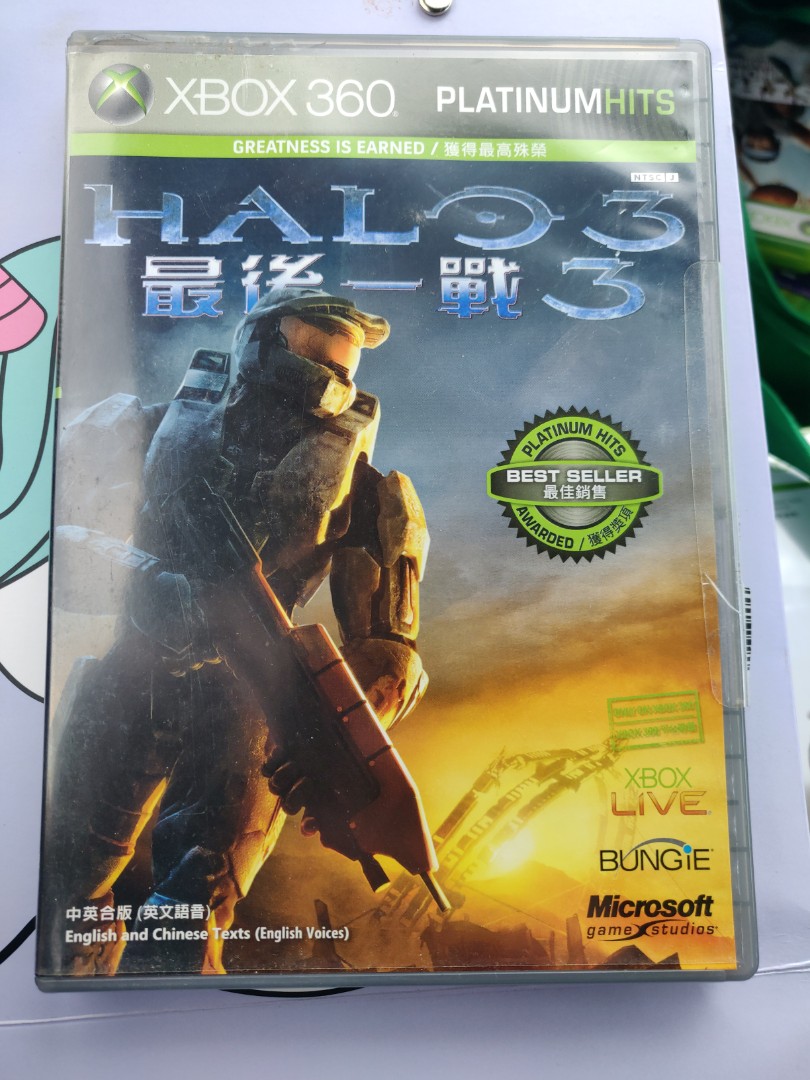 XBOX 360 PLATINUMHITS
GREATNESS IS EARNED / 獲得最高殊榮
NTSC J
HALO 3
最後一戰 3
PLATINUM HITS
BEST SELLER
最佳銷售
AWARDED / 獲得獎項
XBOX
LIVE
BUNGiE
Microsoft
game studios
中英合版 (英文語音)
English and Chinese Texts (English Voices)